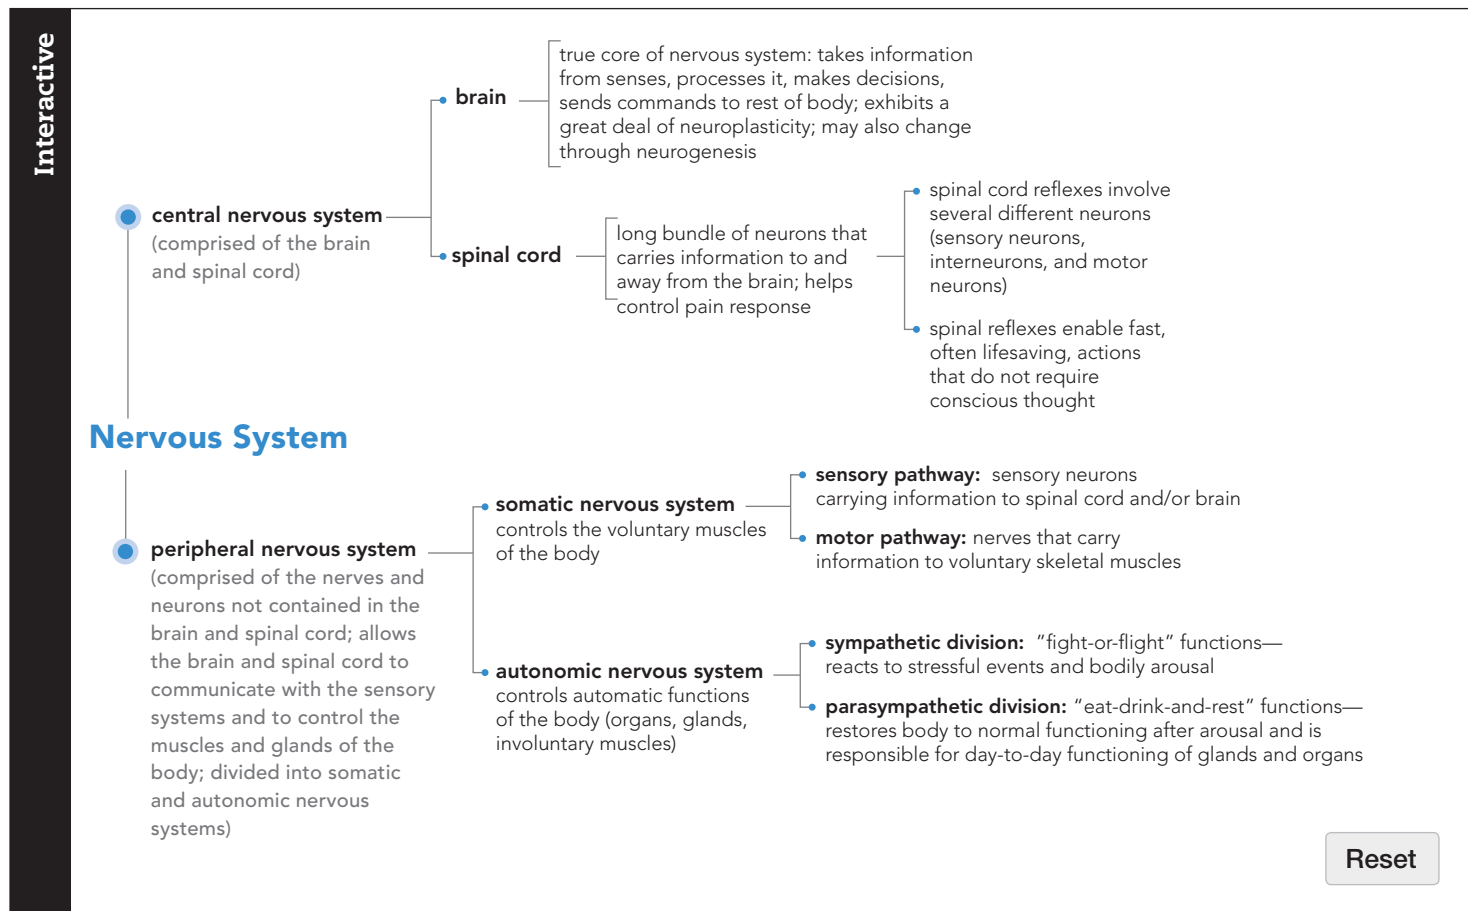 Interactive
true core of nervous system: takes information
from senses, processes it, makes decisions,
sends commands to rest of body; exhibits a
great deal of neuroplasticity; may also change
through neurogenesis
brain
central nervous system
(comprised of the brain
and spinal cord)
spinal cord
long bundle of neurons that
carries information to and
away from the brain; helps
control pain response
spinal cord reflexes involve
several different neurons
(sensory neurons,
interneurons, and motor
neurons)
spinal reflexes enable fast,
often lifesaving, actions
that do not require
conscious thought
Nervous System
peripheral nervous system
(comprised of the nerves and
neurons not contained in the
brain and spinal cord; allows
the brain and spinal cord to
communicate with the sensory
systems and to control the
muscles and glands of the
body; divided into somatic
and autonomic nervous
systems)
somatic nervous system
controls the voluntary muscles
of the body
sensory pathway: sensory neurons
carrying information to spinal cord and/or brain
motor pathway: nerves that carry
information to voluntary skeletal muscles
autonomic nervous system
controls automatic functions
of the body (organs, glands,
involuntary muscles)
sympathetic division: “fight-or-flight” functions—
reacts to stressful events and bodily arousal
parasympathetic division: “eat-drink-and-rest” functions—
restores body to normal functioning after arousal and is
responsible for day-to-day functioning of glands and organs
Reset